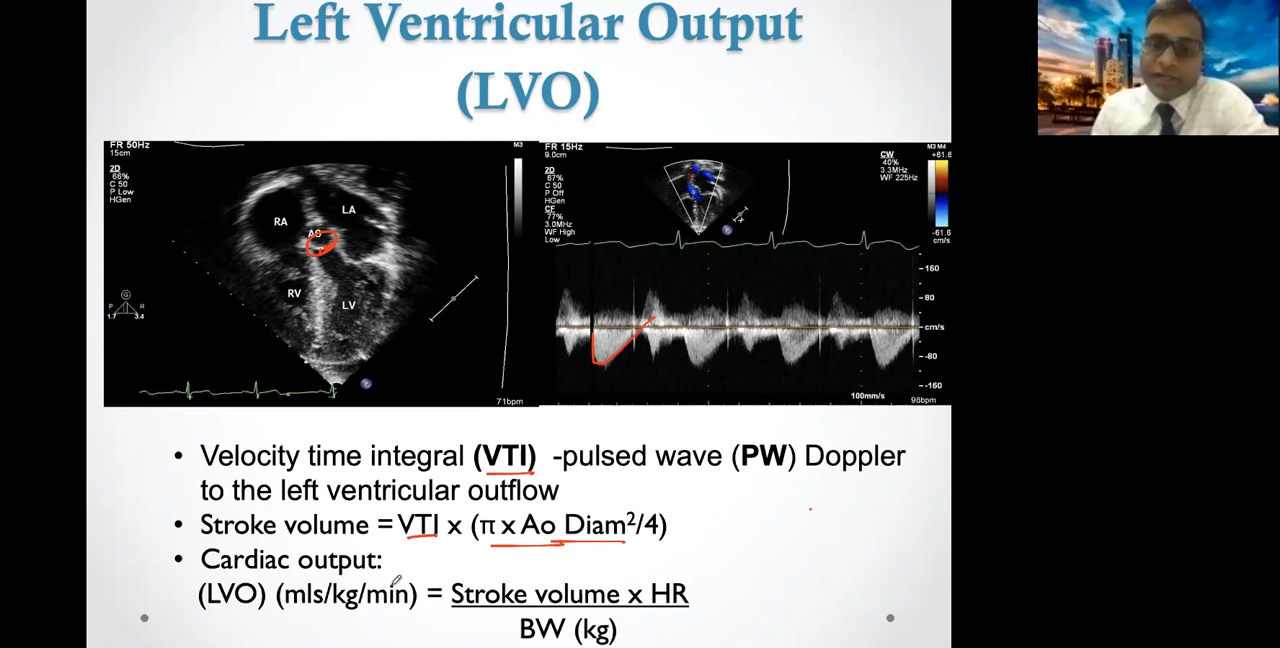 Left Ventricular Output
(LVO)
FR 50Hz
15cm
2D
66%
C 50
P Low
HGen
M3
RA
LA
AO
RV
LV
G
P R
1.7 3.4
71bpm
FR 15Hz
9.0cm
2D
67%
C 50
P Off
HGen
CF
77%
3.0MHz
WF High
Low
CW
40%
3.3MHz
WF 225Hz
M3 M4
+61.6
-61.6
cm/s
160
80
cm/s
-80
-160
100mm/s
98bpm
• Velocity time integral (VTI) -pulsed wave (PW) Doppler
to the left ventricular outflow
• Stroke volume = VTI x (π x Ao Diam²/4)
• Cardiac output:
(LVO) (mls/kg/min) = Stroke volume x HR
BW (kg)